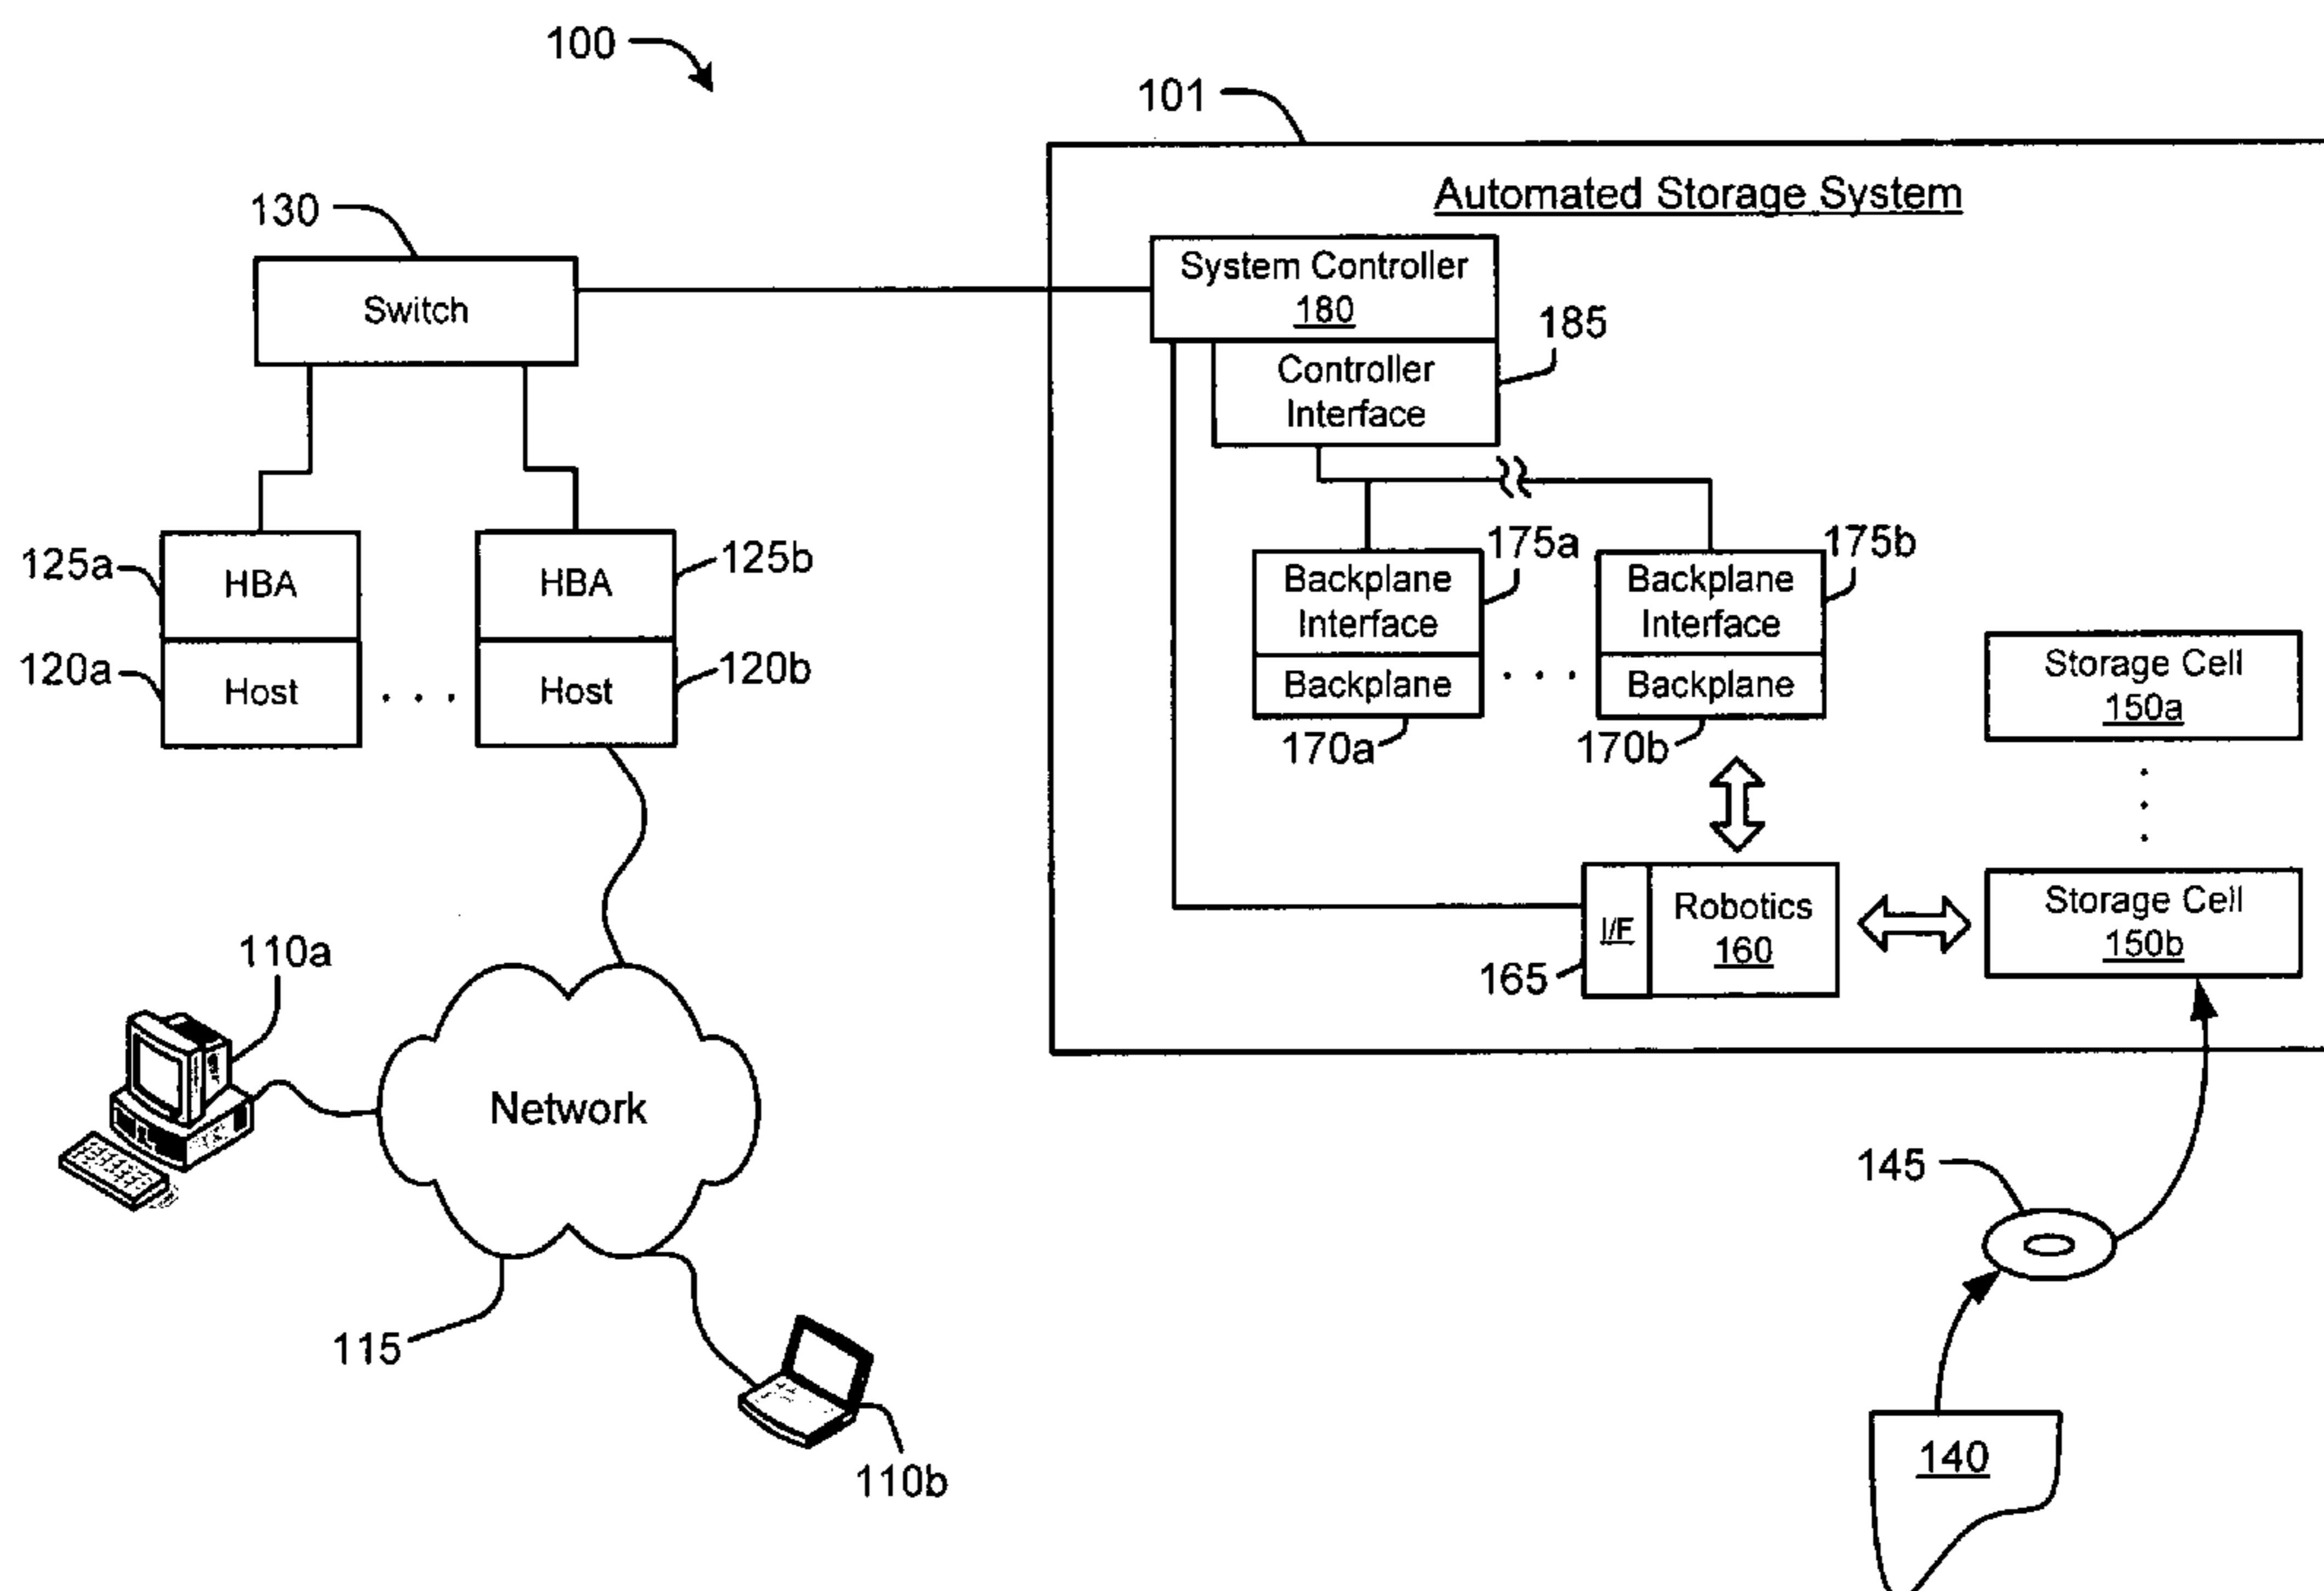 100
101
Automated Storage System
130
Switch
System Controller
180
185
Controller
Interface
125a
HBA
HBA
125b
175a
175b
Backplane
Interface
Backplane
Interface
120a
Host
. . .
Host
120b
Backplane
. . .
Backplane
170a
170b
Storage Cell
150a
Storage Cell
150b
I/F
Robotics
160
165
110a
Network
115
110b
145
140